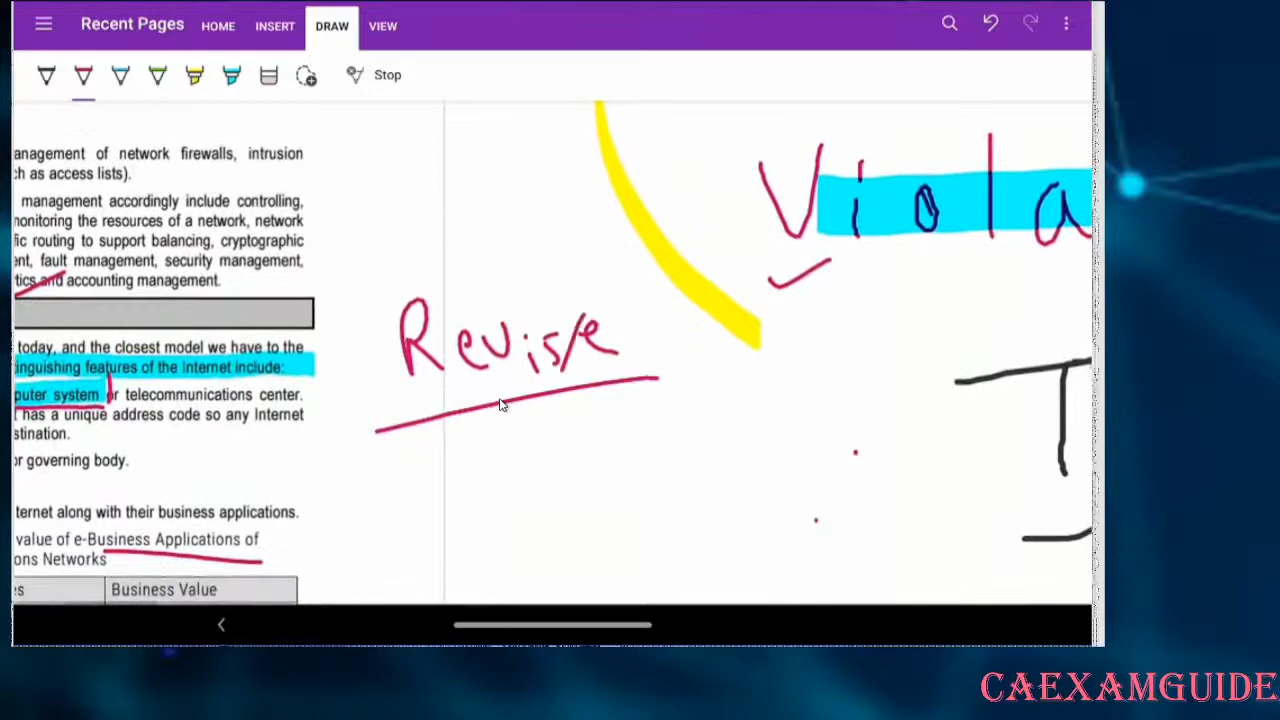 Recent Pages HOME INSERT DRAW VIEW
Stop
anagement of network firewalls, intrusion
ch as access lists).
management accordingly include controlling,
nonitoring the resources of a network, network
fic routing to support balancing, cryptographic
ent, fault management, security management,
tics and accounting management.
today, and the closest model we have to the
inguishing features of the Internet include:
puter system or telecommunications center.
t has a unique address code so any Internet
stination.
or governing body.
ternet along with their business applications.
value of e-Business Applications of
ons Networks
es Business Value
Revise
Viola
CAEXAMGUIDE